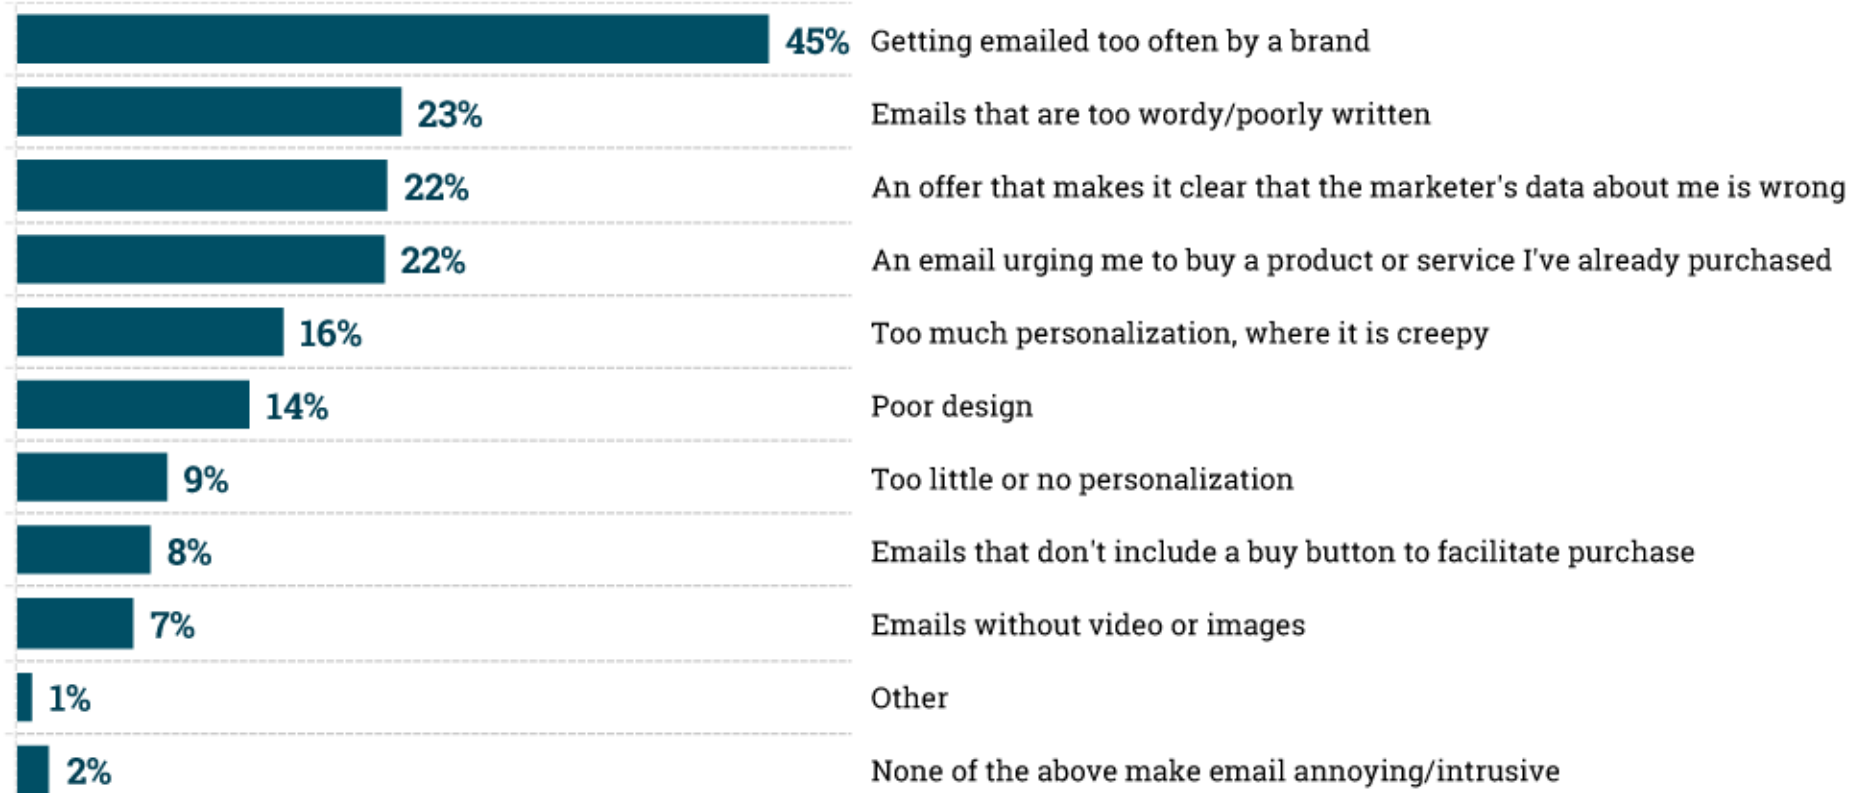 45% Getting emailed too often by a brand
23% Emails that are too wordy/poorly written
22% An offer that makes it clear that the marketer's data about me is wrong
22% An email urging me to buy a product or service I've already purchased
16% Too much personalization, where it is creepy
14% Poor design
9% Too little or no personalization
8% Emails that don't include a buy button to facilitate purchase
7% Emails without video or images
1% Other
2% None of the above make email annoying/intrusive